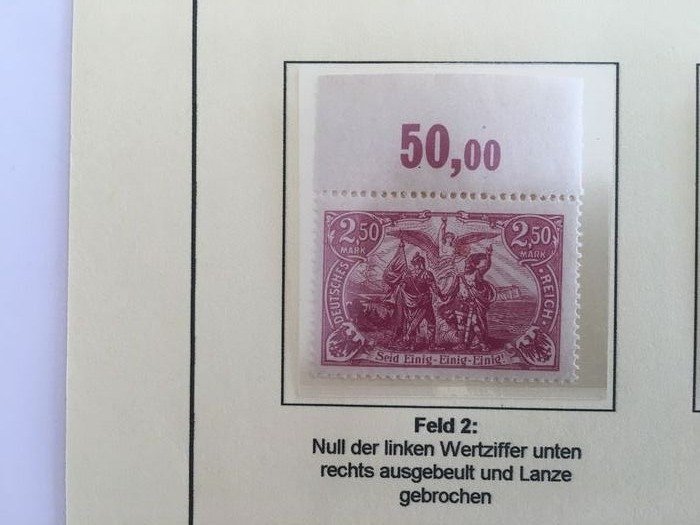 50,00
2,50 2,50
MARK MARK
DEUTSCHES REICH
Seid Einig-Einig-Einig!
Feld 2:
Null der linken Wertziffer unten
rechts ausgebeult und Lanze
gebrochen